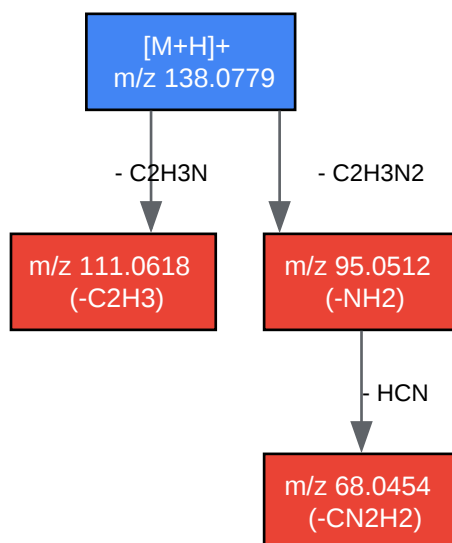 [M+H]+
m/z 138.0779
- C2H3N
- C2H3N2
m/z 111.0618
(-C2H3)
m/z 95.0512
(-NH2)
- HCN
m/z 68.0454
(-CN2H2)